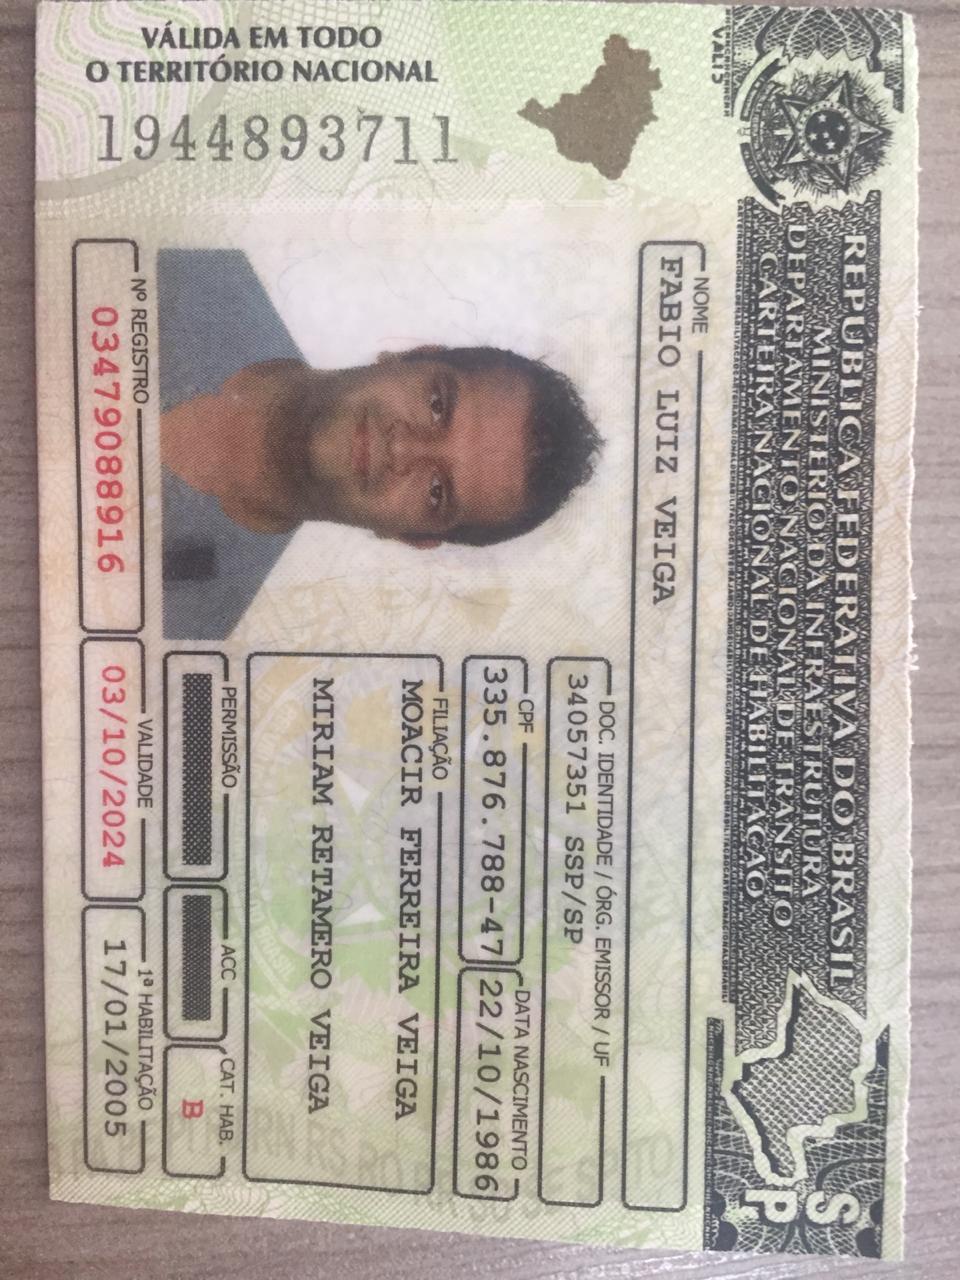 VÁLIDA EM TODO
O TERRITÓRIO NACIONAL
1944893711
REPÚBLICA FEDERATIVA DO BRASIL
MINISTÉRIO DA INFRAESTRUTURA
DEPARTAMENTO NACIONAL DE TRÂNSITO
CARTEIRA NACIONAL DE HABILITAÇÃO
SP
NOME
FABIO LUIZ VEIGA
DOC. IDENTIDADE / ÓRG. EMISSOR / UF
34057351 SSP/SP
CPF
335.876.788-47
DATA NASCIMENTO
22/10/1986
FILIAÇÃO
MOACIR FERREIRA VEIGA
MIRIAM RETAMERO VEIGA
PERMISSÃO
ACC
CAT. HAB.
B
Nº REGISTRO
03479088916
VALIDADE
03/10/2024
1ª HABILITAÇÃO
17/01/2005